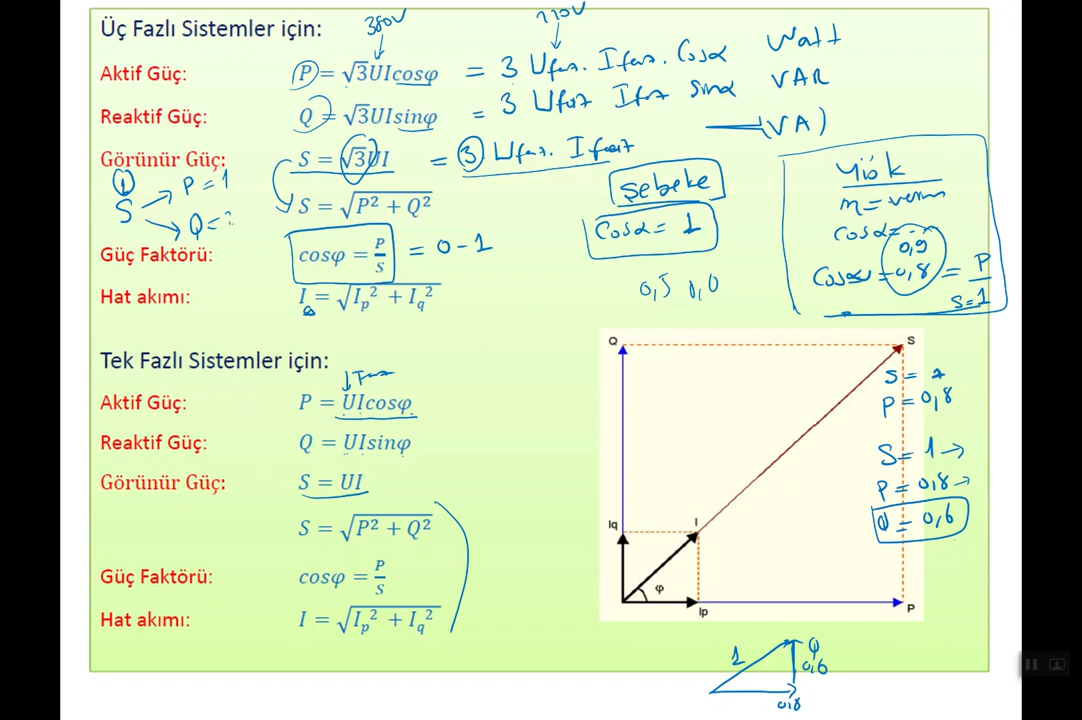 380V
220V
Üç Fazlı Sistemler için:
Aktif Güç: P = √3UIcosφ = 3 Ufaz. Ifaz. Cosα Watt
Reaktif Güç: Q = √3UIsinφ = 3 Ufaz Ifaz Sinα VAR
(VA)
Görünür Güç: S = √3UI = 3 Ufaz. Ifaz
S = √P² + Q²
1
S P = 1
Q = ?
Güç Faktörü: cosφ = P/S = 0 - 1
Hat akımı: I = √Ip² + Iq²
Şebeke
Cosα = 1
0,5 0,0
Yük
cosα = ...
0,9
Cosα = 0,8 = P/S=1
Tek Fazlı Sistemler için:
Ifaz
Aktif Güç: P = UIcosφ
Reaktif Güç: Q = UIsinφ
Görünür Güç: S = UI
S = √P² + Q²
Güç Faktörü: cosφ = P/S
Hat akımı: I = √Ip² + Iq²
Q S
Iq I
φ
Ip P
S =
P = 0,8
S = 1
P = 0,8
Q = 0,6
1 Q
0,6
0,8